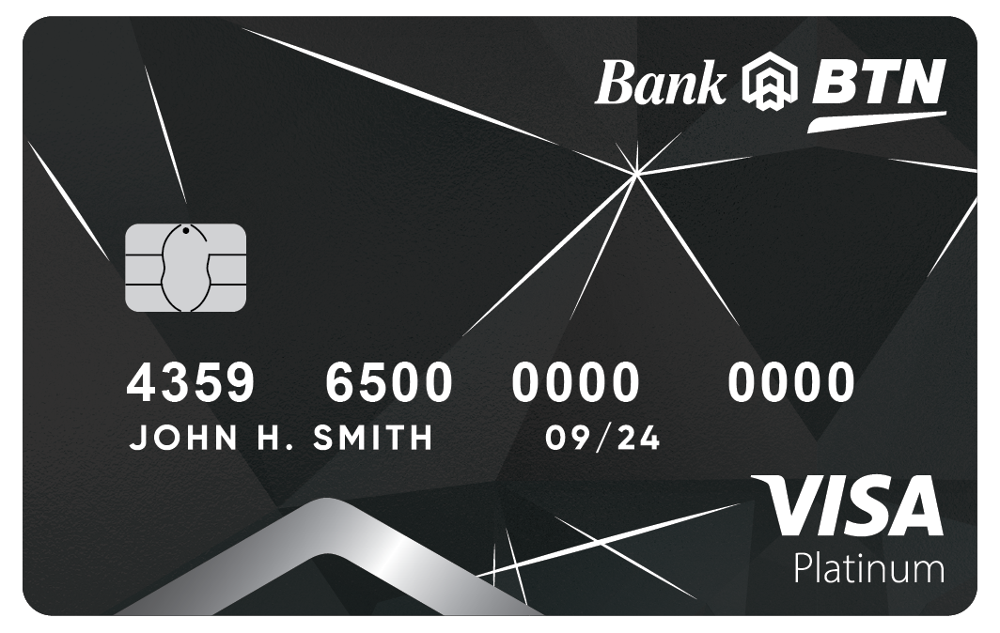 Bank BTN
4359 6500 0000 0000
JOHN H. SMITH 09/24
VISA
Platinum